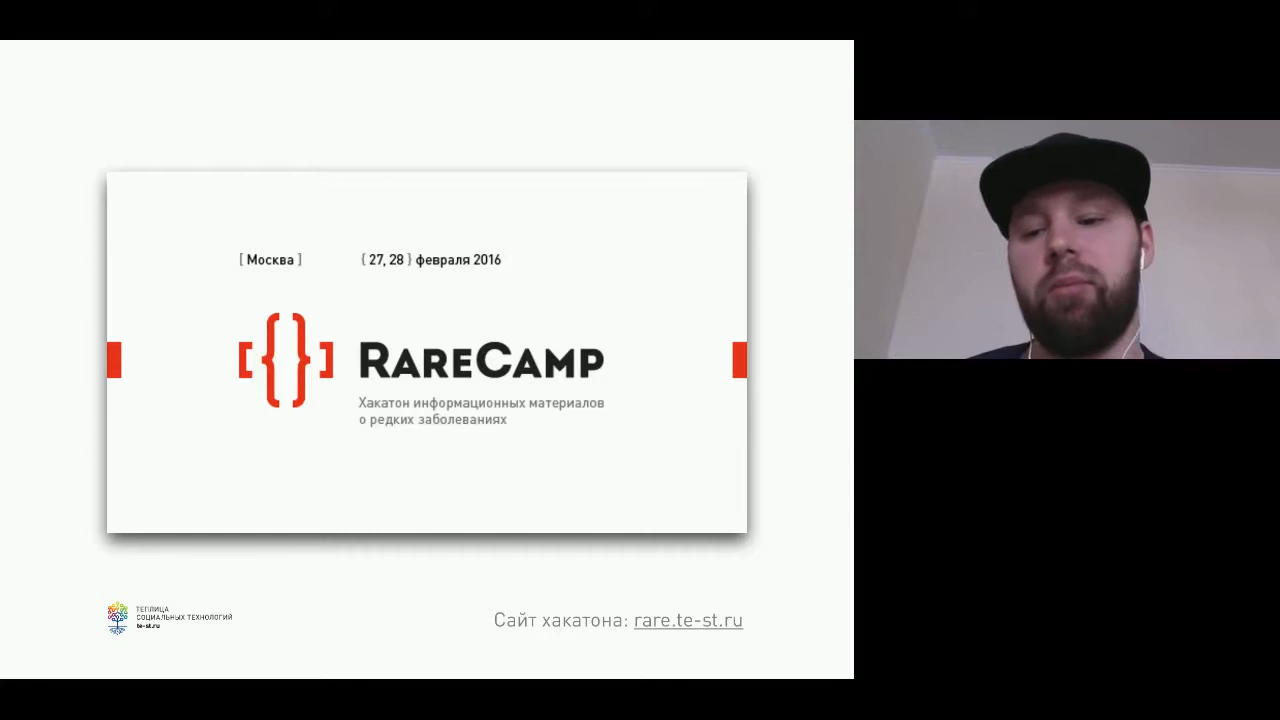 [ Москва ] { 27, 28 } февраля 2016
[{}] RARECAMP
Хакатон информационных материалов
о редких заболеваниях
ТЕПЛИЦА
СОЦИАЛЬНЫХ ТЕХНОЛОГИЙ
te-st.ru
Сайт хакатона: rare.te-st.ru